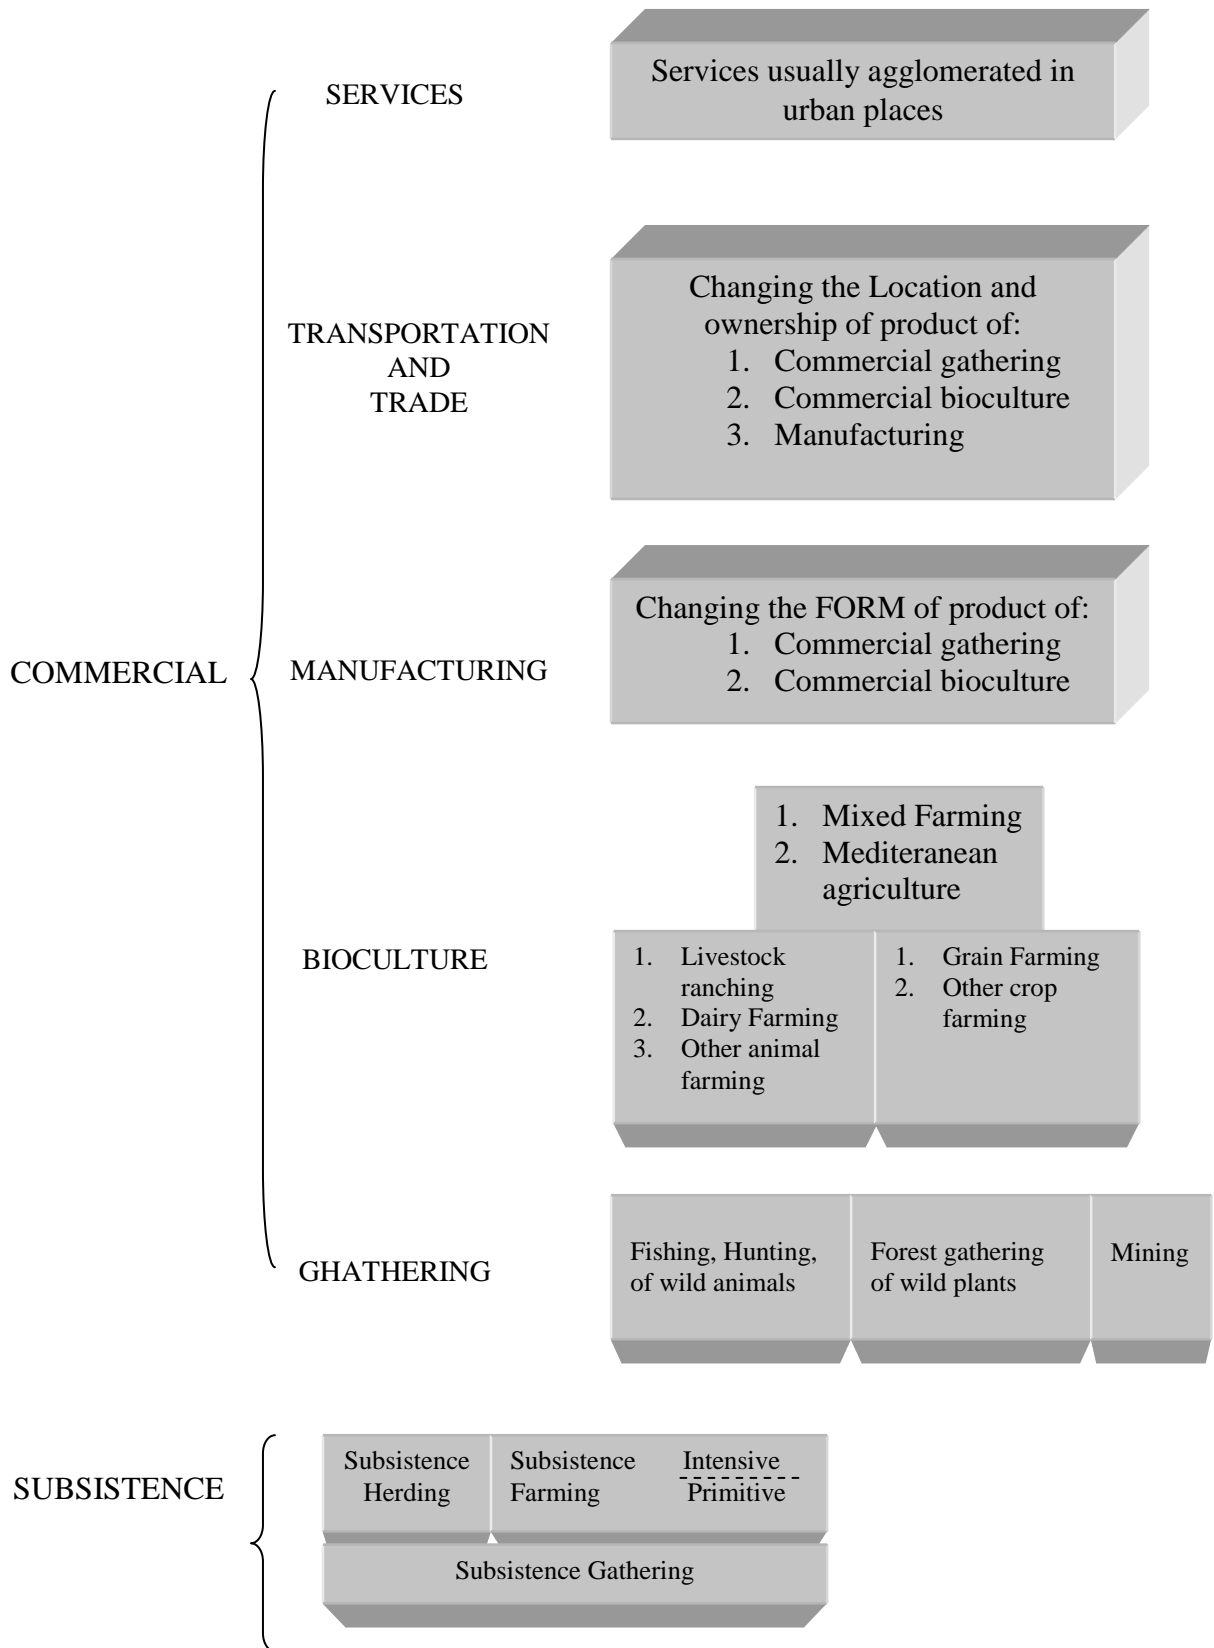 SERVICES
Services usually agglomerated in
urban places
TRANSPORTATION
AND
TRADE
Changing the Location and
ownership of product of:
1. Commercial gathering
2. Commercial bioculture
3. Manufacturing
COMMERCIAL
MANUFACTURING
Changing the FORM of product of:
1. Commercial gathering
2. Commercial bioculture
BIOCULTURE
1. Mixed Farming
2. Mediteranean
agriculture
1. Livestock
ranching
2. Dairy Farming
3. Other animal
farming
1. Grain Farming
2. Other crop
farming
GHATHERING
Fishing, Hunting,
of wild animals
Forest gathering
of wild plants
Mining
SUBSISTENCE
Subsistence
Herding
Subsistence
Farming
Intensive
Primitive
Subsistence Gathering